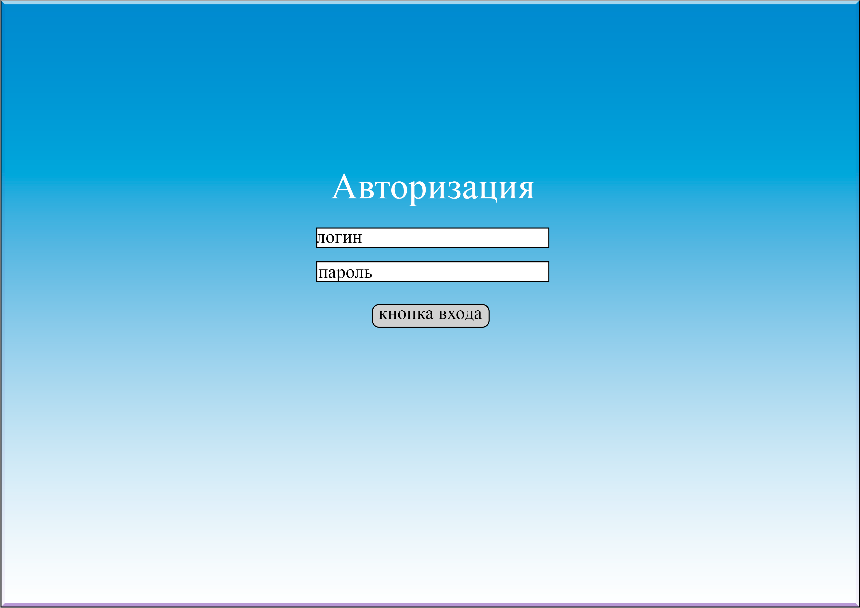 Авторизация
логин
пароль
кнопка входа